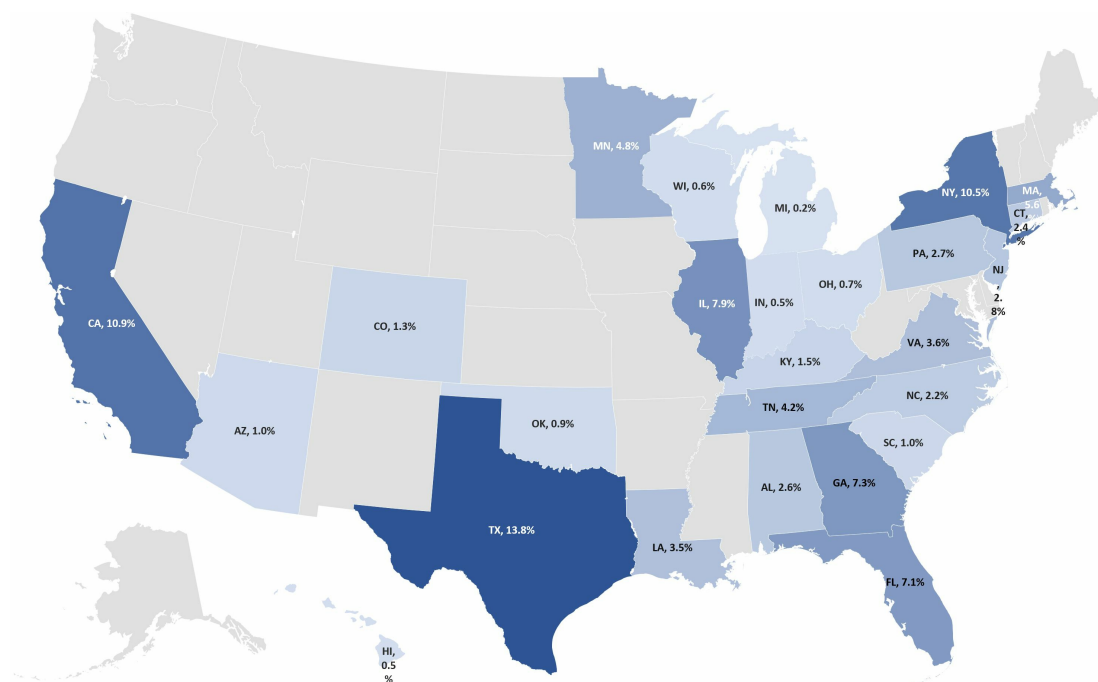 MN, 4.8%
WI, 0.6%
MI, 0.2%
NY, 10.5%
MA,
5.6
%
CT,
2.4
%
PA, 2.7%
NJ
,
2.
8%
CA, 10.9%
CO, 1.3%
IL, 7.9%
IN, 0.5%
OH, 0.7%
VA, 3.6%
KY, 1.5%
AZ, 1.0%
OK, 0.9%
TN, 4.2%
NC, 2.2%
SC, 1.0%
TX, 13.8%
LA, 3.5%
AL, 2.6%
GA, 7.3%
FL, 7.1%
HI,
0.5
%